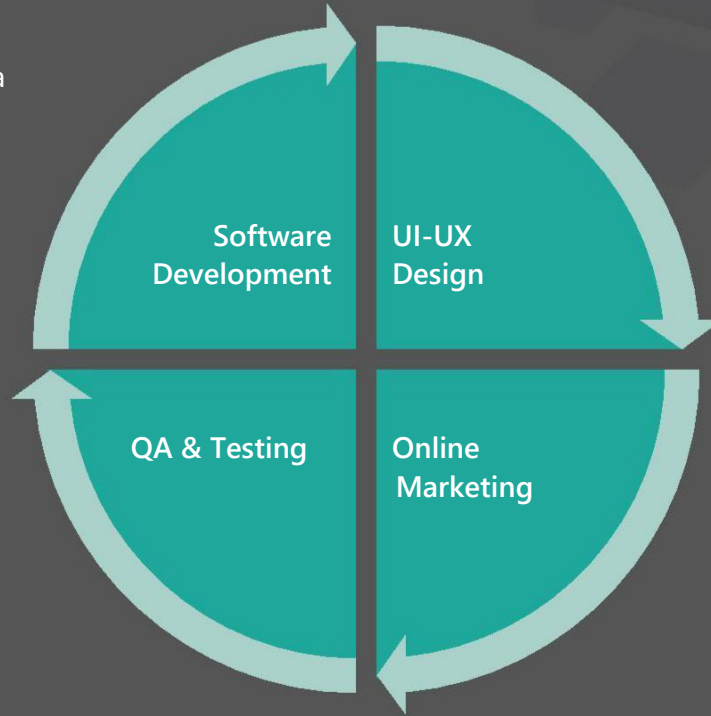 a
Software
Development
UI-UX
Design
QA & Testing
Online
Marketing